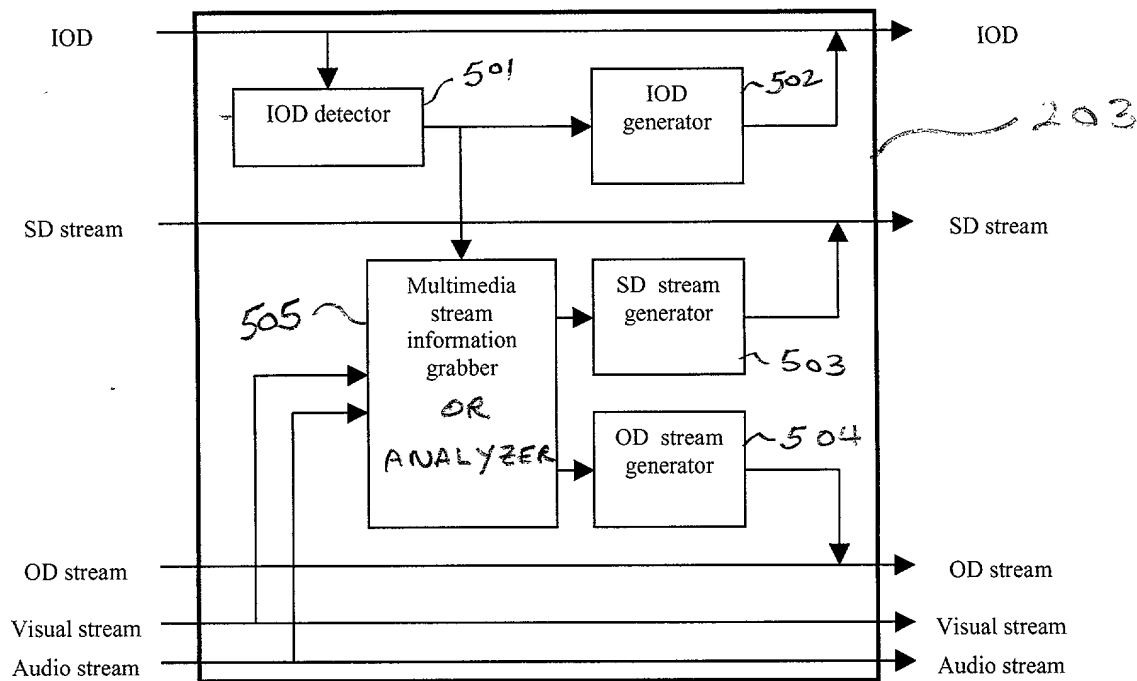 IOD
IOD
501
502
IOD detector
IOD
generator
203
SD stream
SD stream
505
Multimedia
stream
information
grabber
OR
ANALYZER
SD stream
generator
503
OD stream
generator
504
OD stream
OD stream
Visual stream
Visual stream
Audio stream
Audio stream